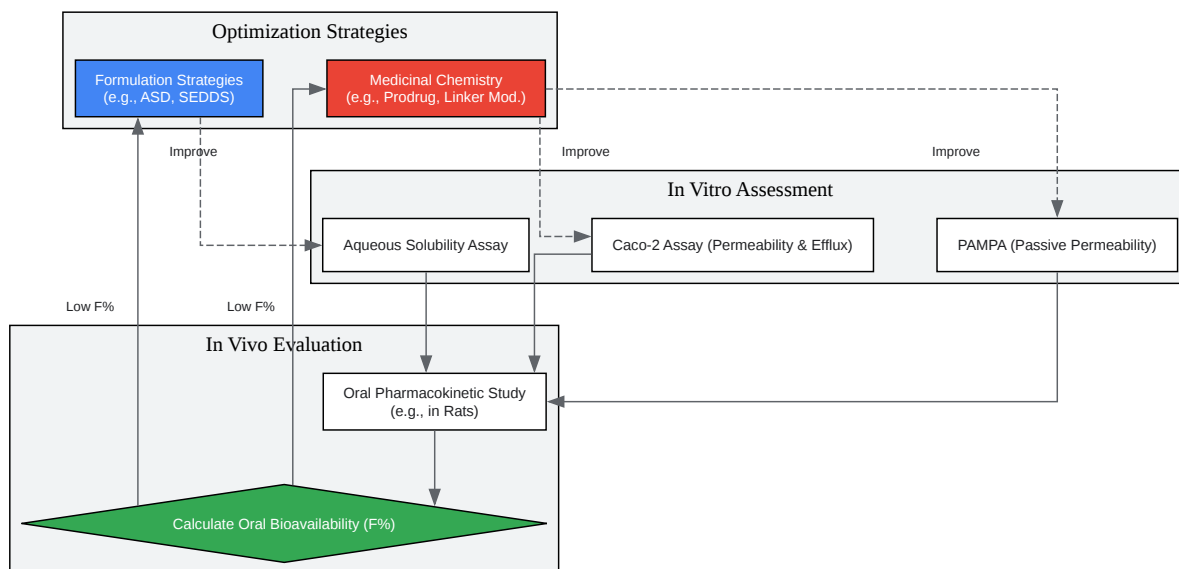 Optimization Strategies
Formulation Strategies
(e.g., ASD, SEDDS)
Medicinal Chemistry
(e.g., Prodrug, Linker Mod.)
Improve
Improve
Improve
In Vitro Assessment
Aqueous Solubility Assay
Caco-2 Assay (Permeability & Efflux)
PAMPA (Passive Permeability)
Low F%
Low F%
In Vivo Evaluation
Oral Pharmacokinetic Study
(e.g., in Rats)
Calculate Oral Bioavailability (F%)